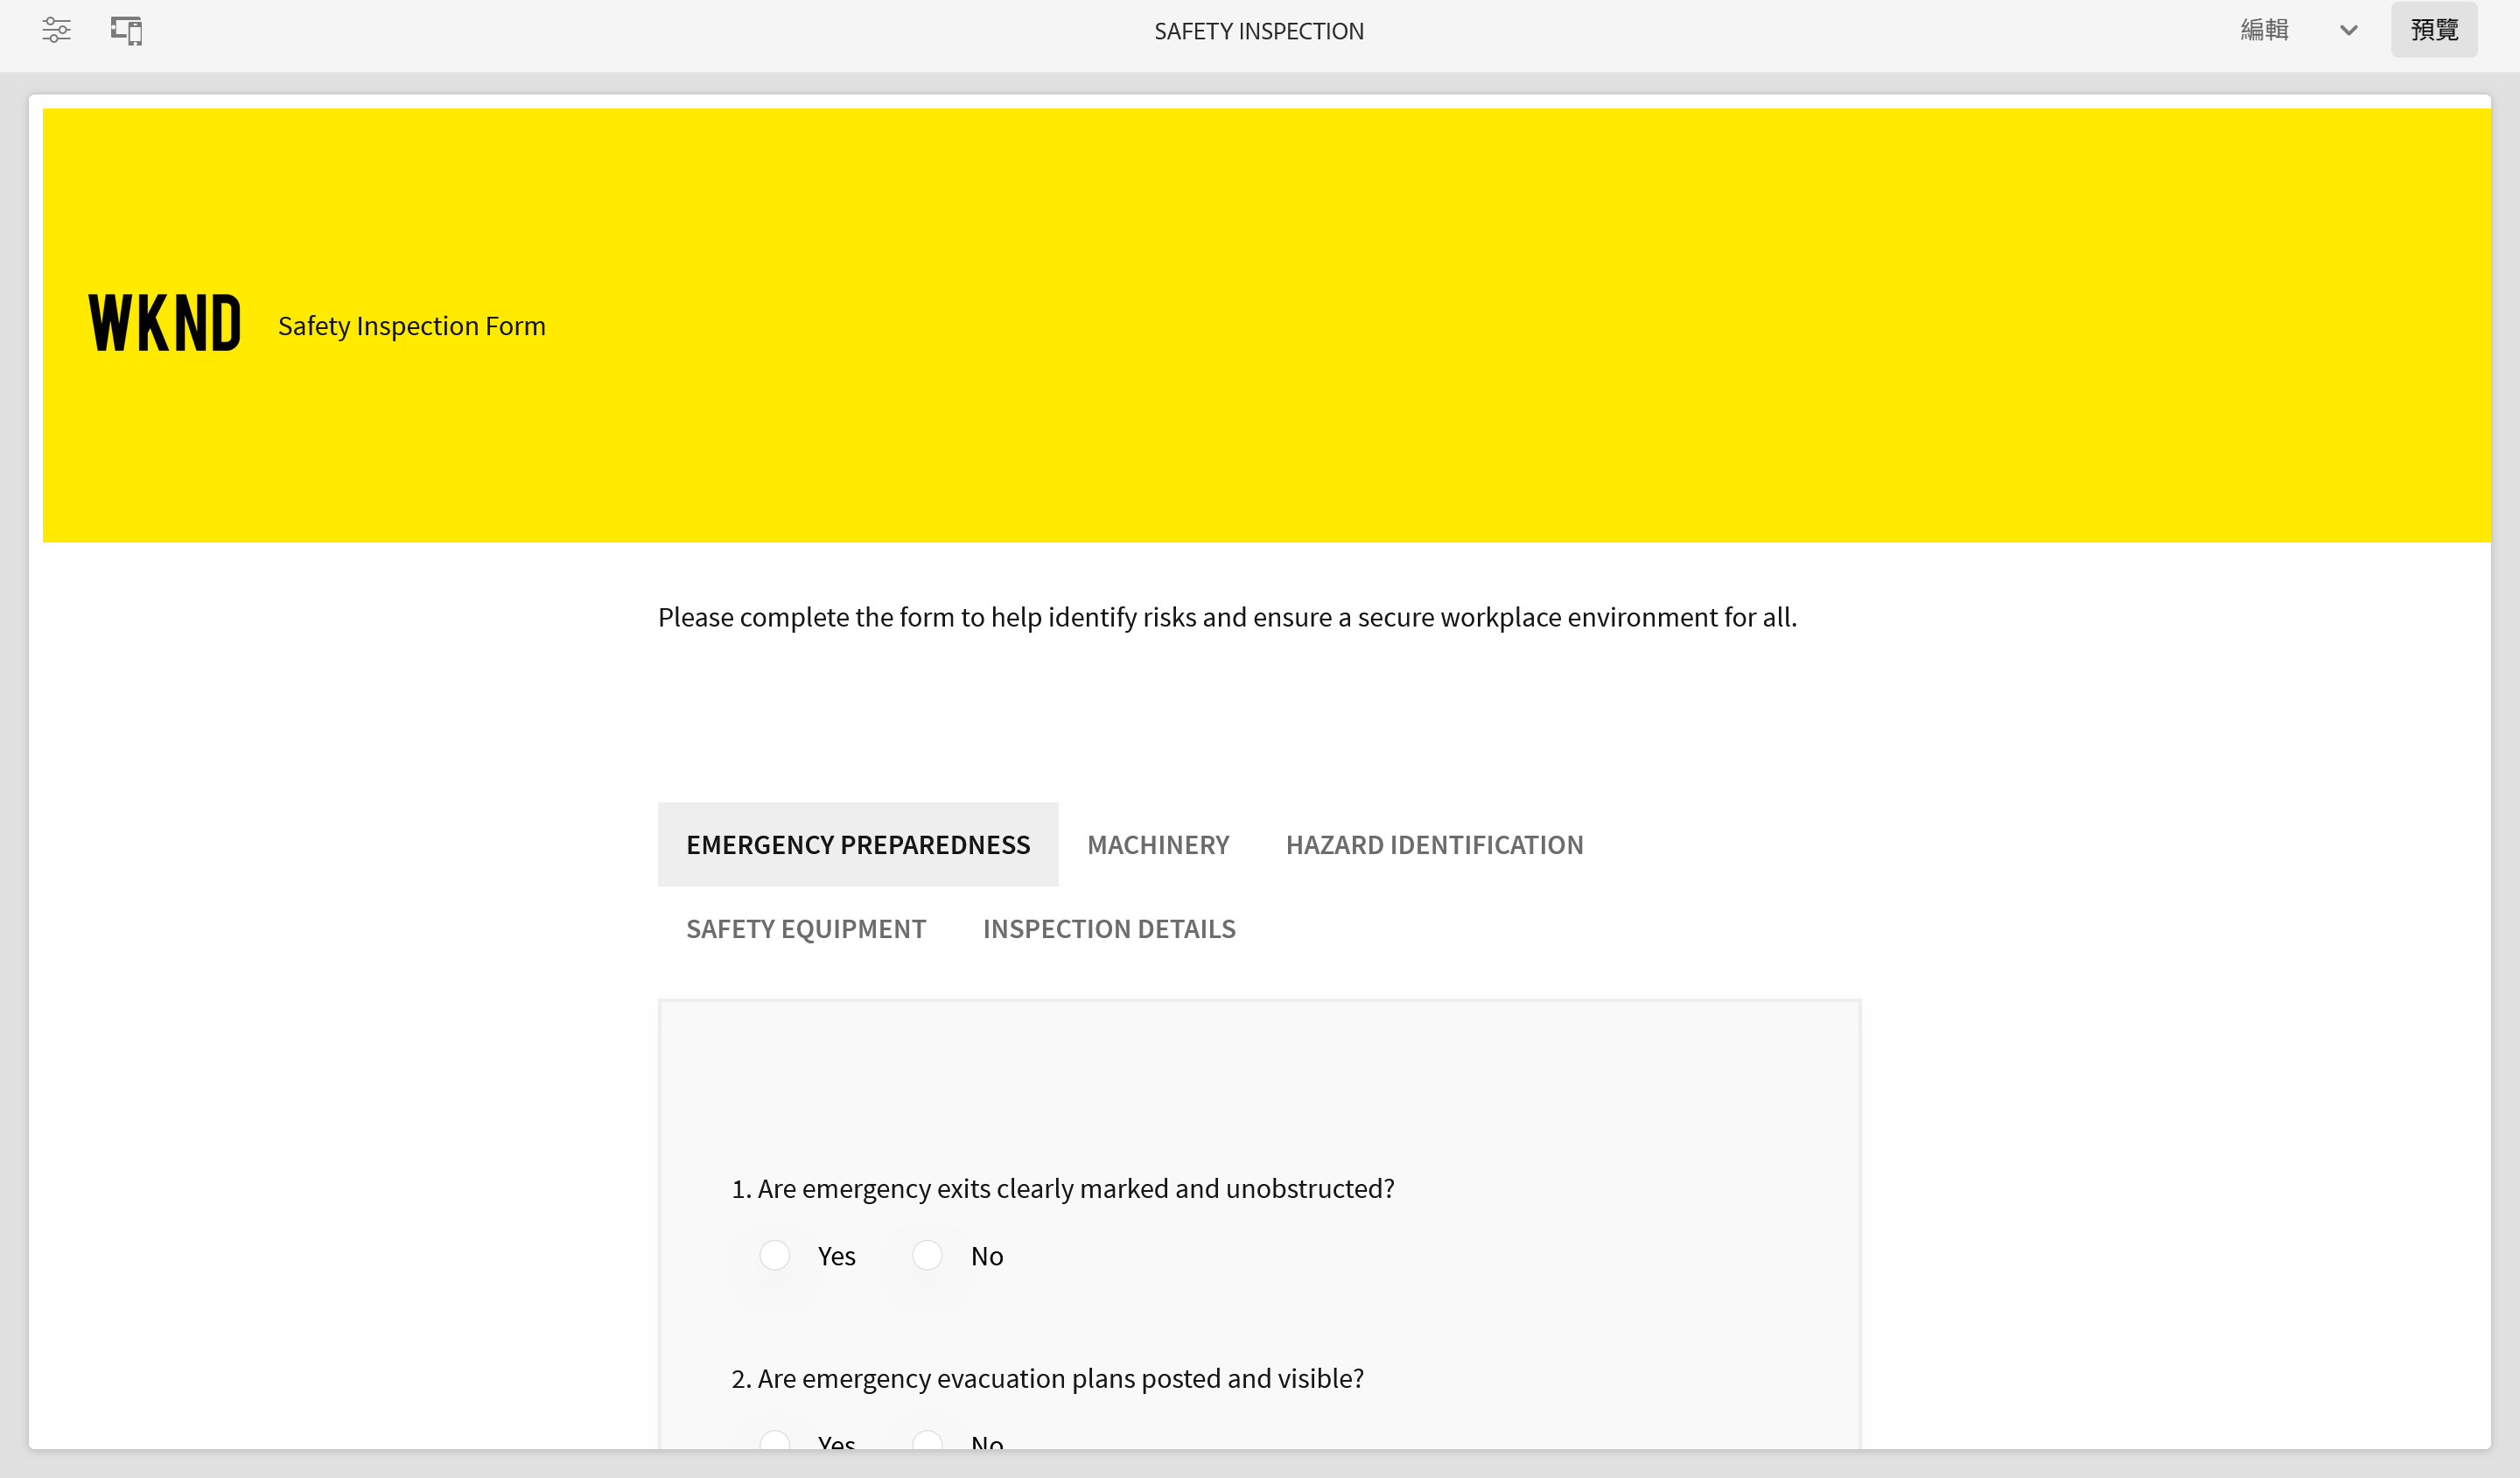 SAFETY INSPECTION
編輯
預覽
WKND
Safety Inspection Form
Please complete the form to help identify risks and ensure a secure workplace environment for all.
EMERGENCY PREPAREDNESS MACHINERY HAZARD IDENTIFICATION
SAFETY EQUIPMENT INSPECTION DETAILS
1. Are emergency exits clearly marked and unobstructed?
Yes No
2. Are emergency evacuation plans posted and visible?
Yes No